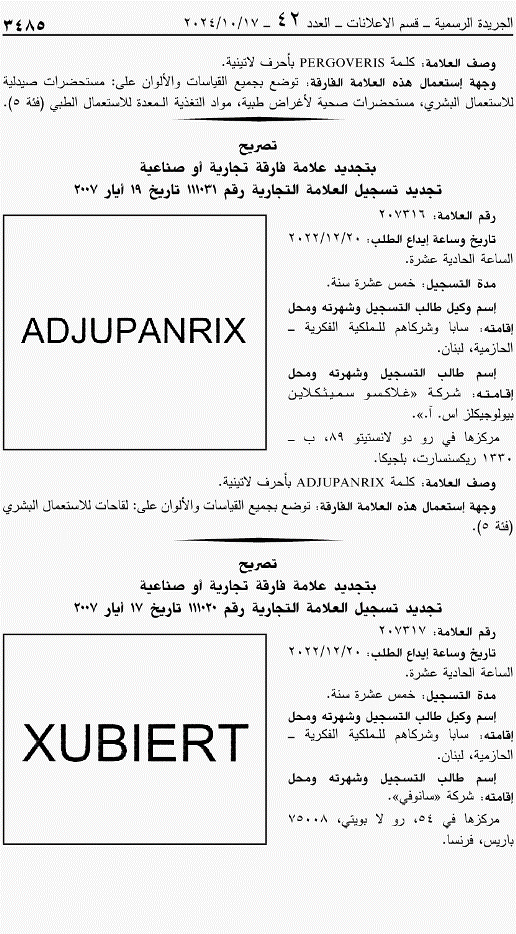 الجريدة الرسمية ـ قسم الاعلانات ـ العدد ٤٢ ـ ٢٠٢٤/١٠/١٧
٣٤٨٥
وصف العلامة: كلمة PERGOVERIS بأحرف لاتينية.
وجهة إستعمال هذه العلامة الفارقة: توضع بجميع القياسات والألوان على: مستحضرات صيدلية
للاستعمال البشري، مستحضرات صحية لأغراض طبية، مواد التغذية المعدة للاستعمال الطبي (فئة ٥).
تصريح
بتجديد علامة فارقة تجارية أو صناعية
تجديد تسجيل العلامة التجارية رقم ١١١٠٣١ تاريخ ١٩ أيار ٢٠٠٧
رقم العلامة: ٢٠٧٣١٦
تاريخ وساعة إيداع الطلب: ٢٠٢٢/١٢/٢٠
الساعة الحادية عشرة.
مدة التسجيل: خمس عشرة سنة.
إسم وكيل طالب التسجيل وشهرته ومحل
إقامته: سابا وشركاهم للملكية الفكرية ـ
الحازمية، لبنان.
إسم طالب التسجيل وشهرته ومحل
إقامته: شركة «غلاكسو سميثكلاين
بيولوجيكلز اس. آ.».
مركزها في رو دو لانستيتو ٨٩، ب ـ
١٣٣٠ ريكسنسارت، بلجيكا.
ADJUPANRIX
وصف العلامة: كلمة ADJUPANRIX بأحرف لاتينية.
وجهة إستعمال هذه العلامة الفارقة: توضع بجميع القياسات والألوان على: لقاحات للاستعمال البشري
(فئة ٥).
تصريح
بتجديد علامة فارقة تجارية أو صناعية
تجديد تسجيل العلامة التجارية رقم ١١١٠٢٠ تاريخ ١٧ أيار ٢٠٠٧
رقم العلامة: ٢٠٧٣١٧
تاريخ وساعة إيداع الطلب: ٢٠٢٢/١٢/٢٠
الساعة الحادية عشرة.
مدة التسجيل: خمس عشرة سنة.
إسم وكيل طالب التسجيل وشهرته ومحل
إقامته: سابا وشركاهم للملكية الفكرية ـ
الحازمية، لبنان.
إسم طالب التسجيل وشهرته ومحل
إقامته: شركة «سانوفي».
مركزها في ٥٤، رو لا بويتي، ٧٥٠٠٨
باريس، فرنسا.
XUBIERT